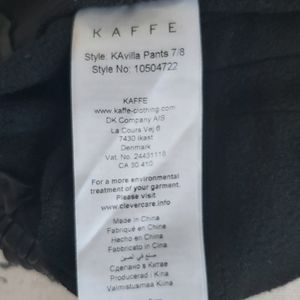 KAFFE
Style: KAvilla Pants 7/8
Style No: 10504722
KAFFE
www.kaffe-clothing.com
DK Company A/S
La Cours Vej 6
7430 Ikast
Denmark
Vat. No. 24431118
CA 30 410
For a more environmental
treatment of your garment.
Please visit:
www.clevercare.info
Made in China
Fabriqué en Chine
Hecho en China
Fabbricato in Cina
صنع في الصين
Сделано в Китае
Producerad i Kina
Valmistusmaa Kiina